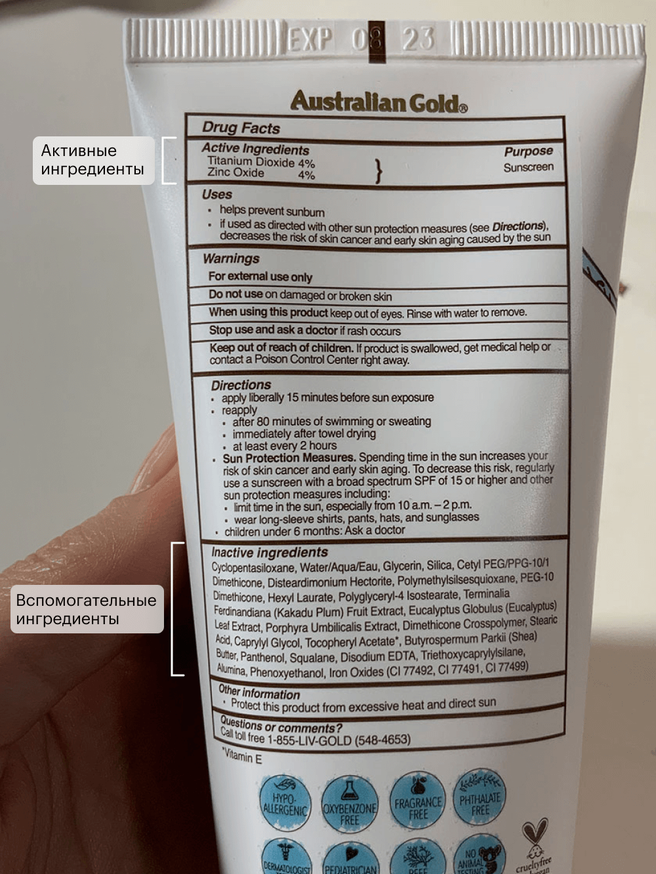 EXP 08 23
Australian Gold®
Drug Facts
Активные
ингредиенты
Active Ingredients
Purpose
Titanium Dioxide 4%
Zinc Oxide 4%
}
Sunscreen
Uses
• helps prevent sunburn
• if used as directed with other sun protection measures (see Directions),
decreases the risk of skin cancer and early skin aging caused by the sun
Warnings
For external use only
Do not use on damaged or broken skin
When using this product keep out of eyes. Rinse with water to remove.
Stop use and ask a doctor if rash occurs
Keep out of reach of children. If product is swallowed, get medical help or
contact a Poison Control Center right away.
Directions
• apply liberally 15 minutes before sun exposure
• reapply
• after 80 minutes of swimming or sweating
• immediately after towel drying
• at least every 2 hours
• Sun Protection Measures. Spending time in the sun increases your
risk of skin cancer and early skin aging. To decrease this risk, regularly
use a sunscreen with a broad spectrum SPF of 15 or higher and other
sun protection measures including:
• limit time in the sun, especially from 10 a.m. – 2 p.m.
• wear long-sleeve shirts, pants, hats, and sunglasses
• children under 6 months: Ask a doctor
Вспомогательные
ингредиенты
Inactive ingredients
Cyclopentasiloxane, Water/Aqua/Eau, Glycerin, Silica, Cetyl PEG/PPG-10/1
Dimethicone, Disteardimonium Hectorite, Polymethylsilsesquioxane, PEG-10
Dimethicone, Hexyl Laurate, Polyglyceryl-4 Isostearate, Terminalia
Ferdinandiana (Kakadu Plum) Fruit Extract, Eucalyptus Globulus (Eucalyptus)
Leaf Extract, Porphyra Umbilicalis Extract, Dimethicone Crosspolymer, Stearic
Acid, Caprylyl Glycol, Tocopheryl Acetate*, Butyrospermum Parkii (Shea)
Butter, Panthenol, Squalane, Disodium EDTA, Triethoxycaprylylsilane,
Alumina, Phenoxyethanol, Iron Oxides (CI 77492, CI 77491, CI 77499)
Other information
• Protect this product from excessive heat and direct sun
Questions or comments?
Call toll free 1-855-LIV-GOLD (548-4653)
*Vitamin E
HYPO-
ALLERGENIC
OXYBENZONE
FREE
FRAGRANCE
FREE
PHTHALATE
FREE
DERMATOLOGIST
PEDIATRICIAN
REEF
NO
ANIMAL
TESTING
crueltyfree